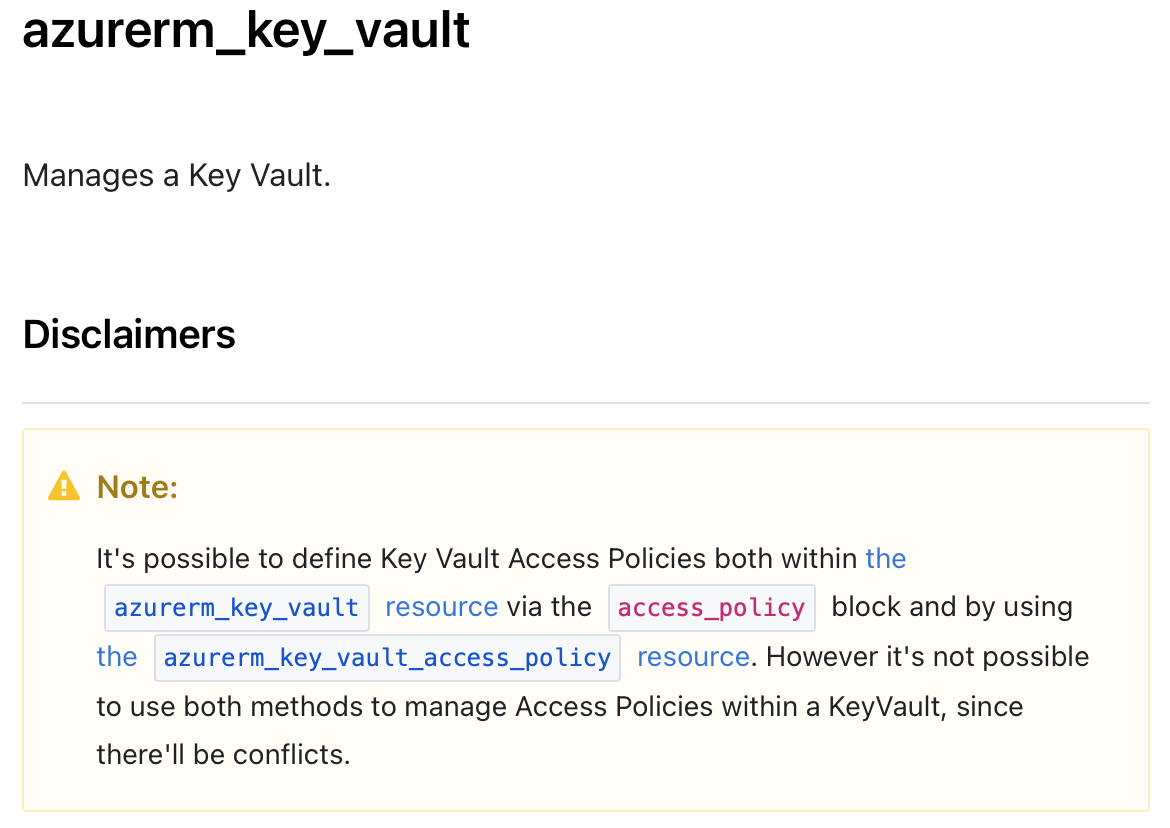 azurerm_key_vault
Manages a Key Vault.
Disclaimers
Note:
It's possible to define Key Vault Access Policies both within the
azurerm_key_vault resource via the access_policy block and by using
the azurerm_key_vault_access_policy resource. However it's not possible
to use both methods to manage Access Policies within a KeyVault, since
there'll be conflicts.